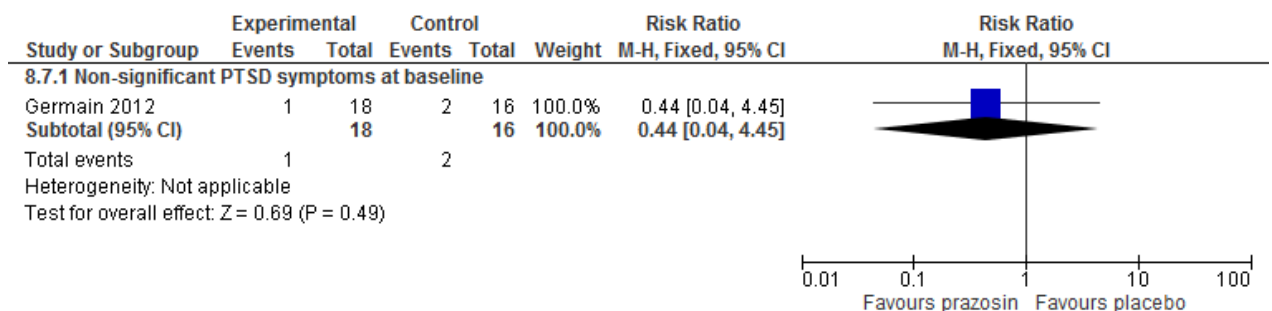 Experimental Control Risk Ratio Risk Ratio
Study or Subgroup Events Total Events Total Weight M-H, Fixed, 95% CI M-H, Fixed, 95% CI
8.7.1 Non-significant PTSD symptoms at baseline
Germain 2012 1 18 2 16 100.0% 0.44 [0.04, 4.45]
Subtotal (95% CI) 18 16 100.0% 0.44 [0.04, 4.45]
Total events 1 2
Heterogeneity: Not applicable
Test for overall effect: Z = 0.69 (P = 0.49)
0.01 0.1 1 10 100
Favours prazosin Favours placebo